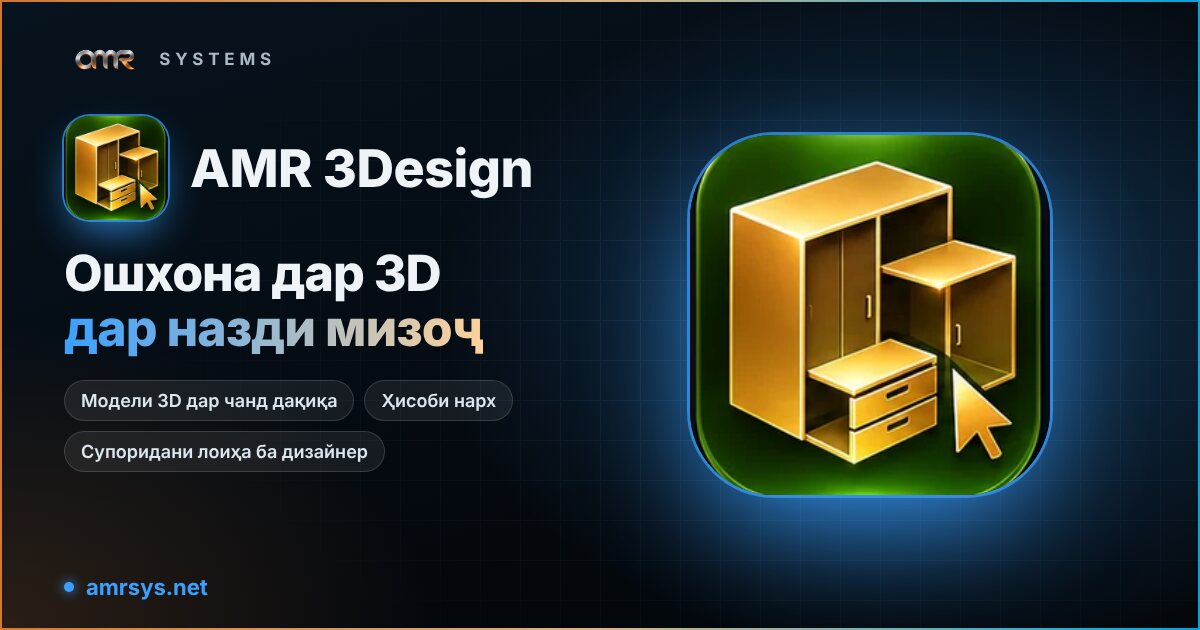 AMR SYSTEMS
AMR 3Design
Ошхона дар 3D
дар назди мизоҷ
Модели 3D дар чанд дақиқа
Ҳисоби нарх
Супоридани лоиҳа ба дизайнер
amrsys.net